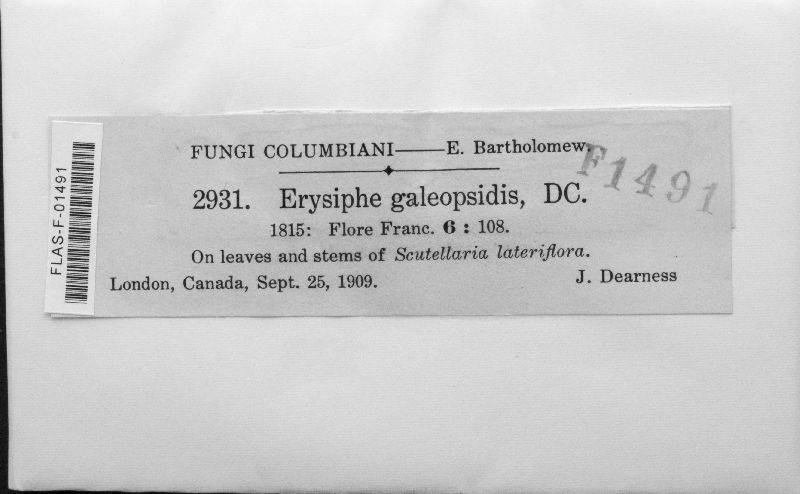 FUNGI COLUMBIANI——E. Bartholomew.
F1491
2931. Erysiphe galeopsidis, DC.
1815: Flore Franc. 6 : 108.
On leaves and stems of Scutellaria lateriflora.
London, Canada, Sept. 25, 1909. J. Dearness
FLAS-F-01491